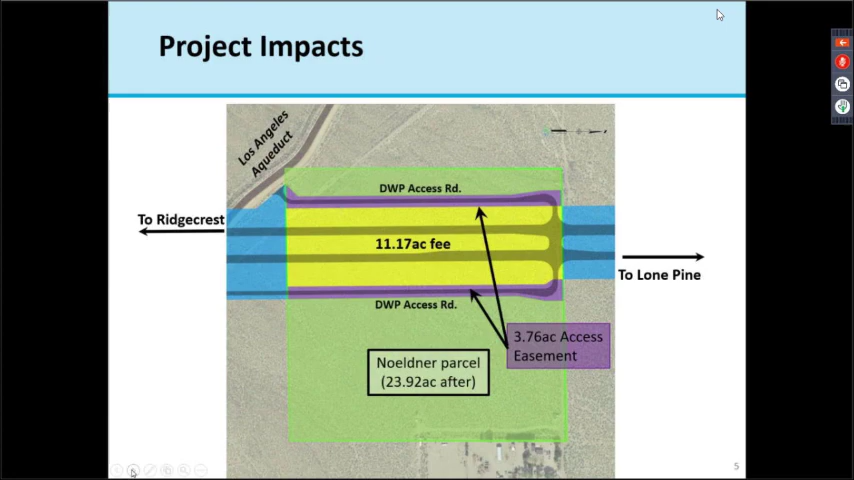 Project Impacts
Los Angeles
Aqueduct
DWP Access Rd.
To Ridgecrest
11.17ac fee
To Lone Pine
DWP Access Rd.
3.76ac Access
Easement
Noeldner parcel
(23.92ac after)
5